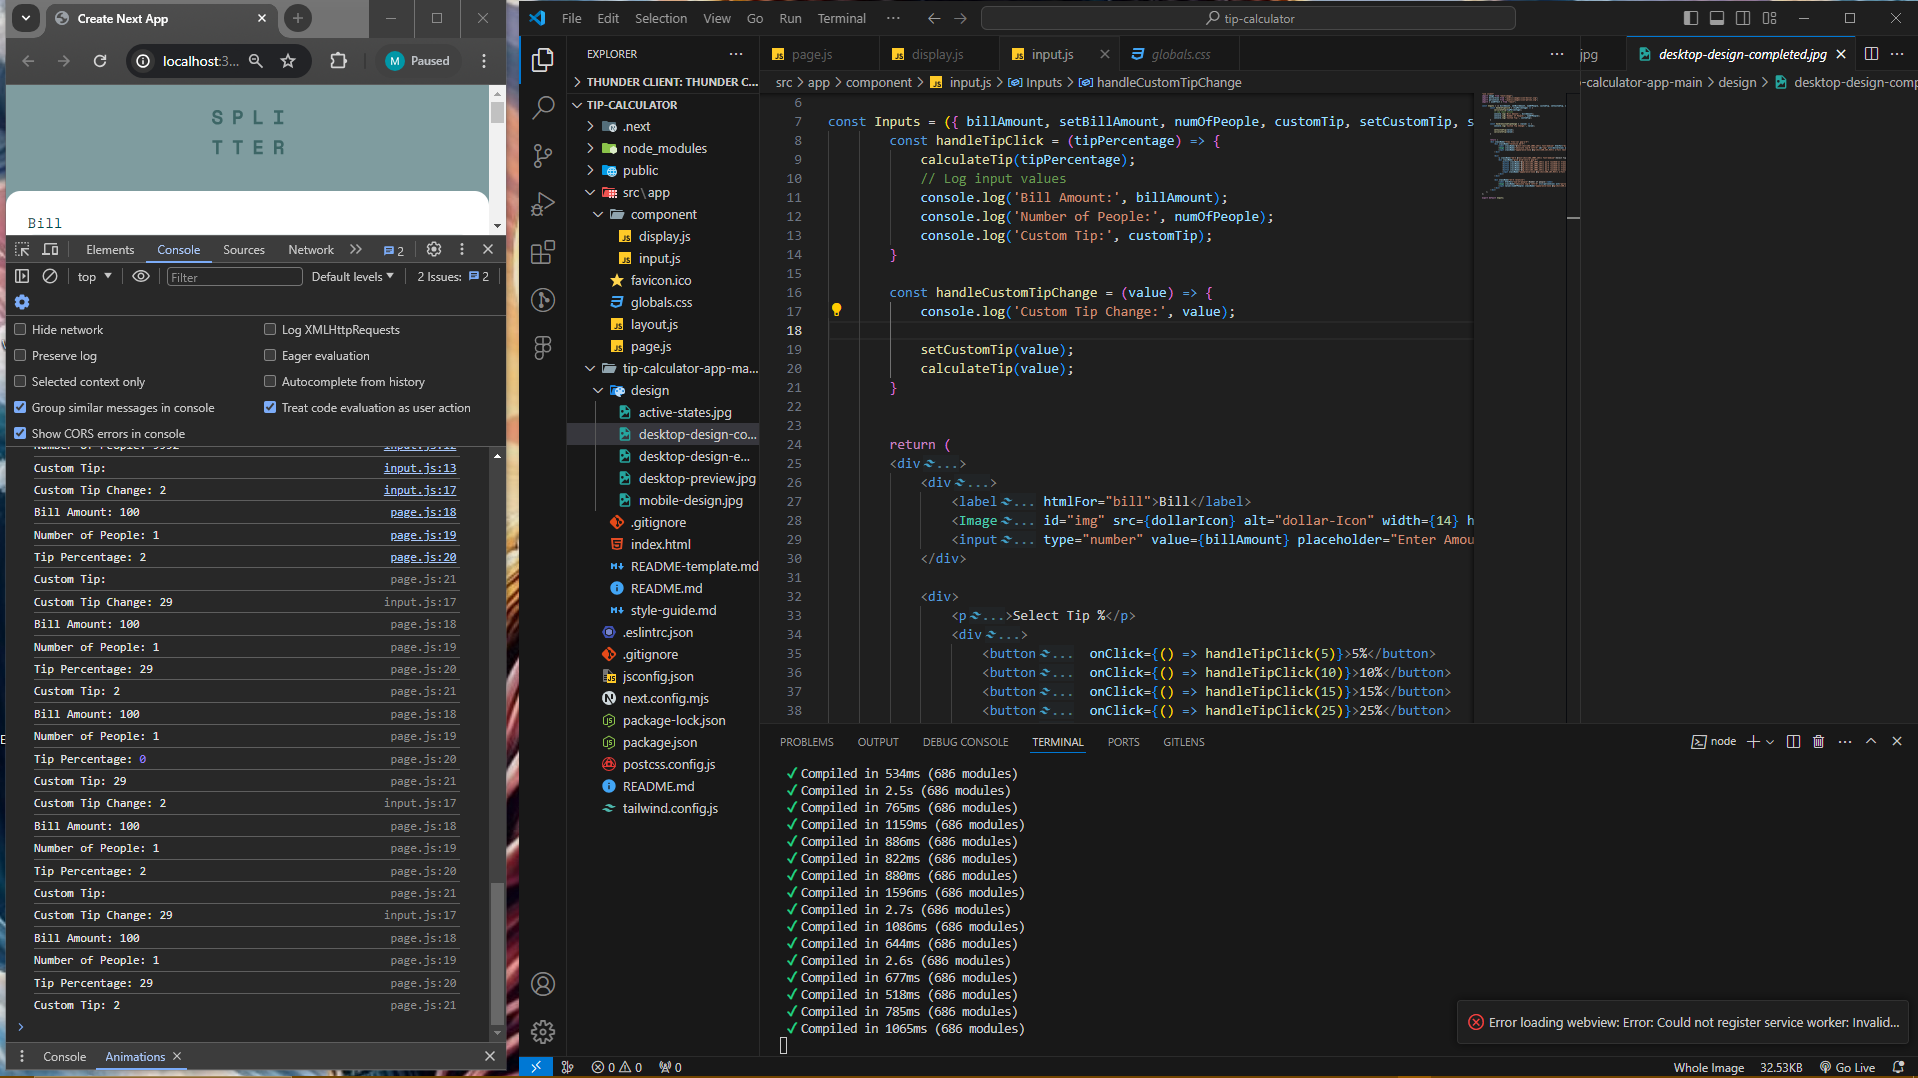 Create Next App
localhost:3...
M Paused
SPLI
TTER
Bill
Elements Console Sources Network 2
top Filter Default levels 2 Issues: 2
Hide network Log XMLHttpRequests
Preserve log Eager evaluation
Selected context only Autocomplete from history
Group similar messages in console Treat code evaluation as user action
Show CORS errors in console
Custom Tip: input.js:13
Custom Tip Change: 2 input.js:17
Bill Amount: 100 page.js:18
Number of People: 1 page.js:19
Tip Percentage: 2 page.js:20
Custom Tip: page.js:21
Custom Tip Change: 29 input.js:17
Bill Amount: 100 page.js:18
Number of People: 1 page.js:19
Tip Percentage: 29 page.js:20
Custom Tip: 2 page.js:21
Bill Amount: 100 page.js:18
Number of People: 1 page.js:19
Tip Percentage: 0 page.js:20
Custom Tip: 29 page.js:21
Custom Tip Change: 2 input.js:17
Bill Amount: 100 page.js:18
Number of People: 1 page.js:19
Tip Percentage: 2 page.js:20
Custom Tip: page.js:21
Custom Tip Change: 29 input.js:17
Bill Amount: 100 page.js:18
Number of People: 1 page.js:19
Tip Percentage: 29 page.js:20
Custom Tip: 2 page.js:21
Console Animations
File Edit Selection View Go Run Terminal ... tip-calculator
EXPLORER ...
THUNDER CLIENT: THUNDER C...
TIP-CALCULATOR
.next
node_modules
public
src\app
component
display.js
input.js
favicon.ico
globals.css
layout.js
page.js
tip-calculator-app-ma...
design
active-states.jpg
desktop-design-co...
desktop-design-e...
desktop-preview.jpg
mobile-design.jpg
.gitignore
index.html
README-template.md
README.md
style-guide.md
.eslintrc.json
.gitignore
jsconfig.json
next.config.mjs
package-lock.json
package.json
postcss.config.js
README.md
tailwind.config.js
page.js display.js input.js globals.css ... jpg desktop-design-completed.jpg ...
src > app > component > input.js > Inputs > handleCustomTipChange
-calculator-app-main > design > desktop-design-comp
6
7 const Inputs = ({ billAmount, setBillAmount, numOfPeople, customTip, setCustomTip, s
8 const handleTipClick = (tipPercentage) => {
9 calculateTip(tipPercentage);
10 // Log input values
11 console.log('Bill Amount:', billAmount);
12 console.log('Number of People:', numOfPeople);
13 console.log('Custom Tip:', customTip);
14 }
15
16 const handleCustomTipChange = (value) => {
17 console.log('Custom Tip Change:', value);
18
19 setCustomTip(value);
20 calculateTip(value);
21 }
22
23
24 return (
25 <div...>
26 <div...>
27 <label... htmlFor="bill">Bill</label>
28 <Image... id="img" src={dollarIcon} alt="dollar-Icon" width={14} h
29 <input... type="number" value={billAmount} placeholder="Enter Amou
30 </div>
31
32 <div>
33 <p...>Select Tip %</p>
34 <div...>
35 <button... onClick={() => handleTipClick(5)}>5%</button>
36 <button... onClick={() => handleTipClick(10)}>10%</button>
37 <button... onClick={() => handleTipClick(15)}>15%</button>
38 <button... onClick={() => handleTipClick(25)}>25%</button>
PROBLEMS OUTPUT DEBUG CONSOLE TERMINAL PORTS GITLENS node ...
✓ Compiled in 534ms (686 modules)
✓ Compiled in 2.5s (686 modules)
✓ Compiled in 765ms (686 modules)
✓ Compiled in 1159ms (686 modules)
✓ Compiled in 886ms (686 modules)
✓ Compiled in 822ms (686 modules)
✓ Compiled in 880ms (686 modules)
✓ Compiled in 1596ms (686 modules)
✓ Compiled in 2.7s (686 modules)
✓ Compiled in 1086ms (686 modules)
✓ Compiled in 644ms (686 modules)
✓ Compiled in 2.6s (686 modules)
✓ Compiled in 677ms (686 modules)
✓ Compiled in 518ms (686 modules)
✓ Compiled in 785ms (686 modules)
✓ Compiled in 1065ms (686 modules)
Error loading webview: Error: Could not register service worker: Invalid...
0 0 0 Whole Image 32.53KB Go Live